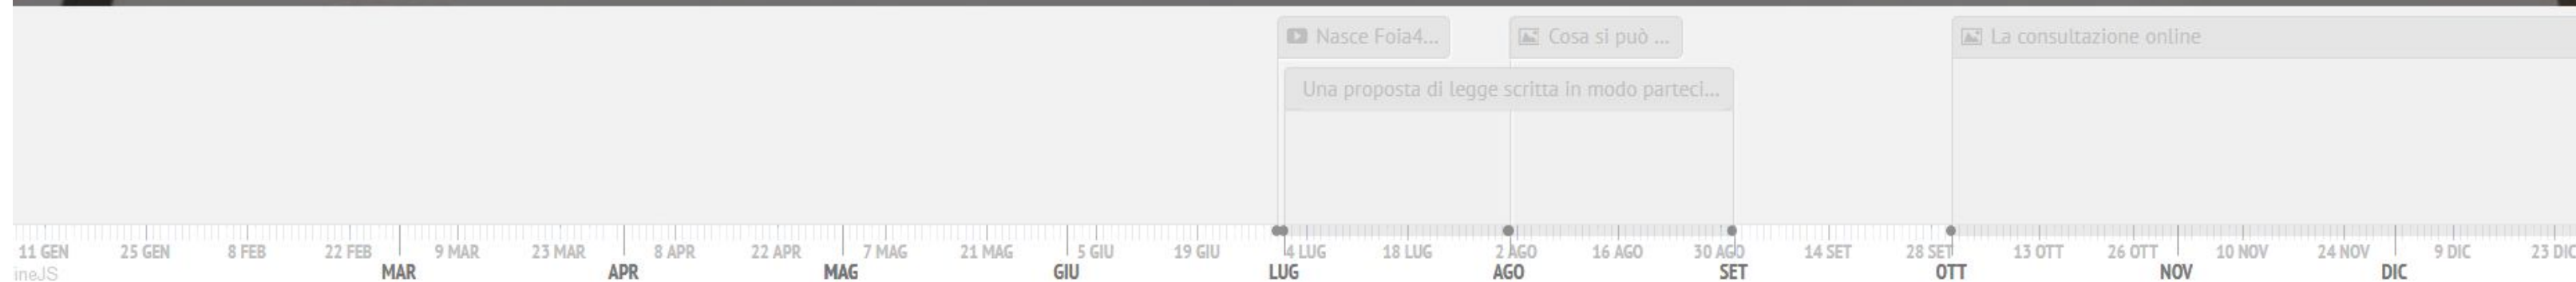 Nasce Foia4...
Cosa si può ...
La consultazione online
Una proposta di legge scritta in modo parteci...
11 GEN 25 GEN 8 FEB 22 FEB 9 MAR 23 MAR 8 APR 22 APR 7 MAG 21 MAG 5 GIU 19 GIU 4 LUG 18 LUG 2 AGO 16 AGO 30 AGO 14 SET 28 SET 13 OTT 26 OTT 10 NOV 24 NOV 9 DIC 23 DIC
ineJS MAR APR MAG GIU LUG AGO SET OTT NOV DIC